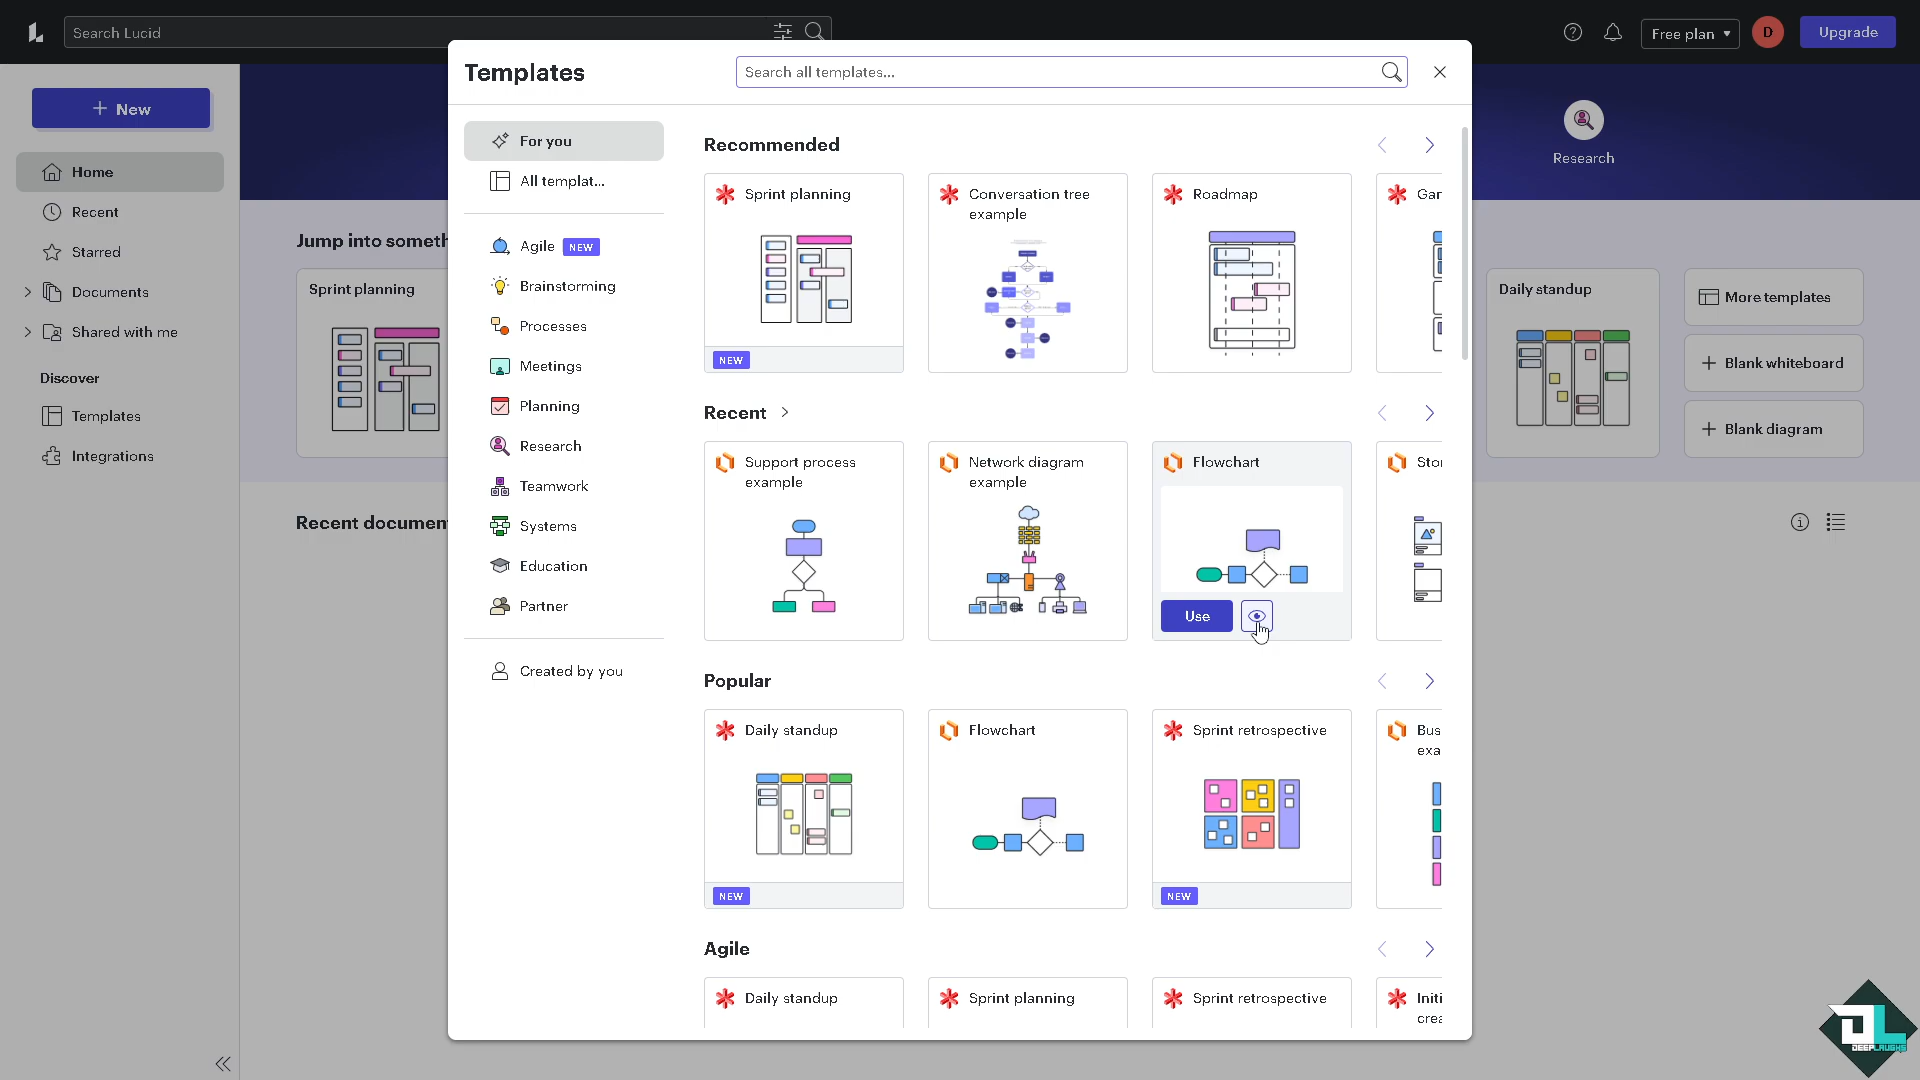 Search Lucid
Free plan
D
Upgrade
New
Home
Recent
Starred
Documents
Shared with me
Discover
Templates
Integrations
Jump into someth
Sprint planning
Recent documen
Research
Daily standup
More templates
Blank whiteboard
Blank diagram
Templates
Search all templates...
For you
All templat...
Agile NEW
Brainstorming
Processes
Meetings
Planning
Research
Teamwork
Systems
Education
Partner
Created by you
Recommended
Sprint planning
NEW
Conversation tree
example
Roadmap
Gar
Recent
Support process
example
Network diagram
example
Flowchart
Use
Stor
Popular
Daily standup
NEW
Flowchart
Sprint retrospective
NEW
Bus
exa
Agile
Daily standup
Sprint planning
Sprint retrospective
Initi
crea
DL
DEEPLAUGHS